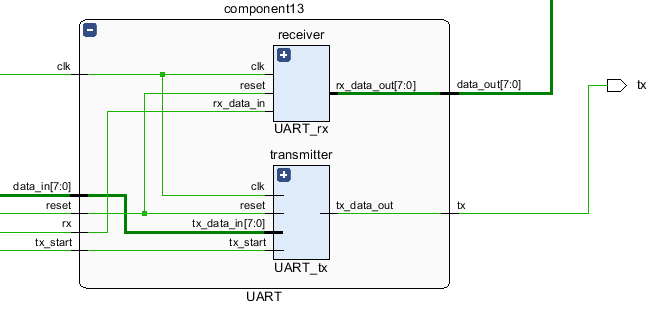 component13
receiver
clk
clk
reset
rx_data_in
rx_data_out[7:0]
data_out[7:0]
tx
UART_rx
transmitter
data_in[7:0]
reset
rx
tx_start
clk
reset
tx_data_in[7:0]
tx_start
tx_data_out
tx
UART_tx
UART